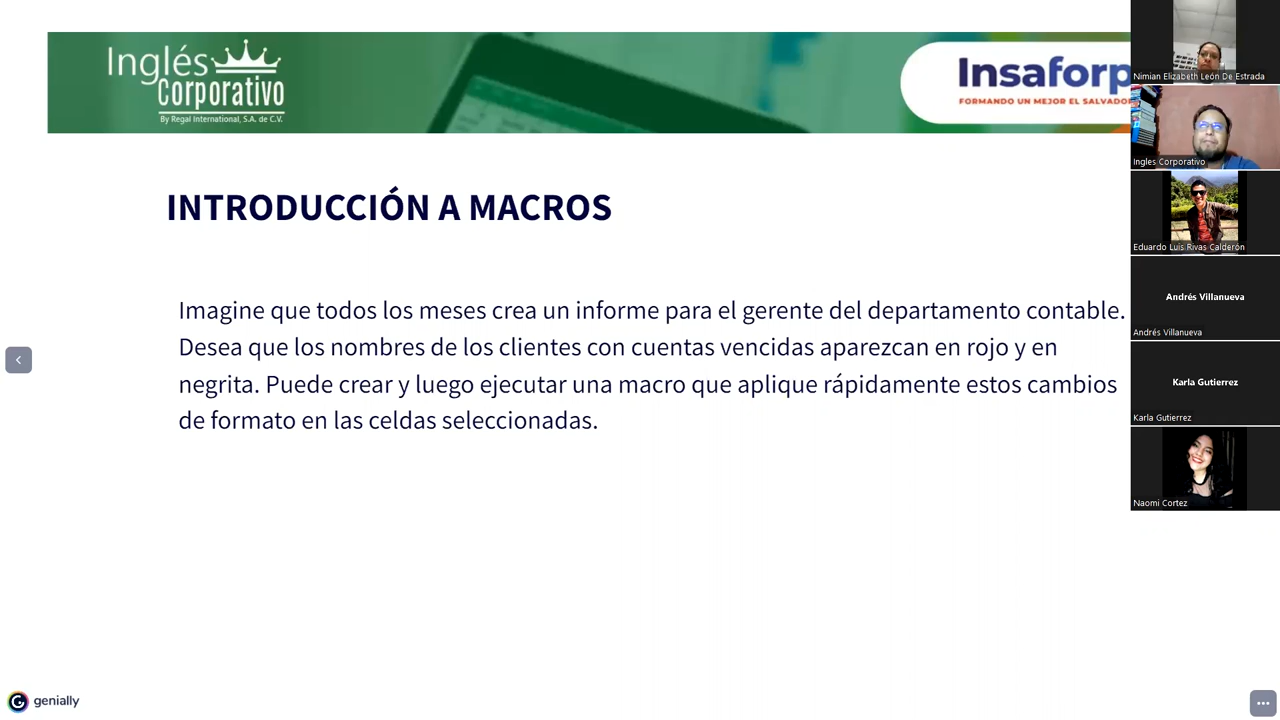 Inglés
Corporativo
By Regal International, S.A. de C.V.
Insaforp
FORMANDO UN MEJOR EL SALVADOR
INTRODUCCIÓN A MACROS
Imagine que todos los meses crea un informe para el gerente del departamento contable.
Desea que los nombres de los clientes con cuentas vencidas aparezcan en rojo y en
negrita. Puede crear y luego ejecutar una macro que aplique rápidamente estos cambios
de formato en las celdas seleccionadas.
Nimian Elizabeth León De Estrada
Ingles Corporativo
Eduardo Luis Rivas Calderón
Andrés Villanueva
Andrés Villanueva
Karla Gutierrez
Karla Gutierrez
Naomi Cortez
genially